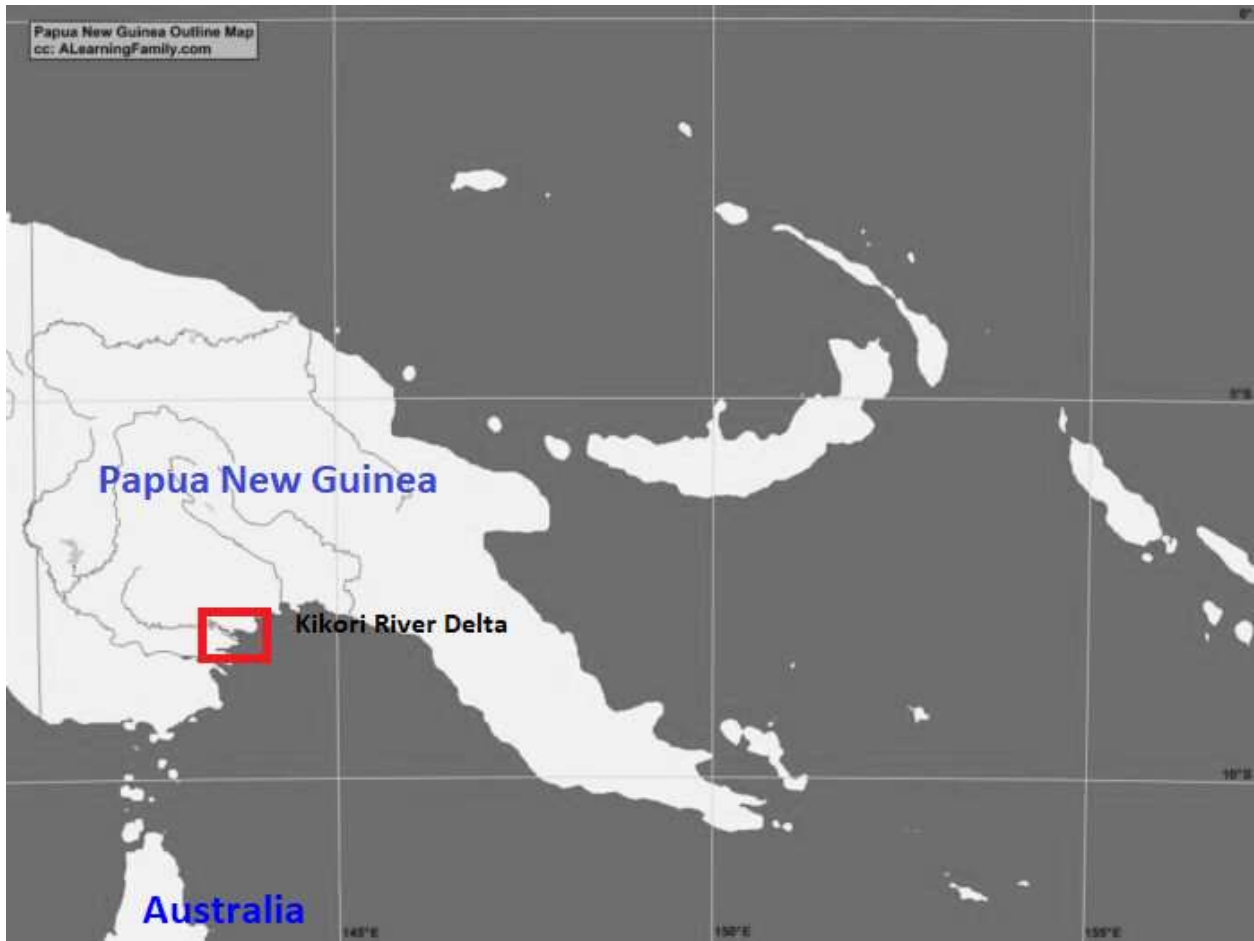 Papua New Guinea Outline Map
cc: ALearningFamily.com
0°
5°S
Papua New Guinea
Kikori River Delta
10°S
Australia
145°E
150°E
155°E